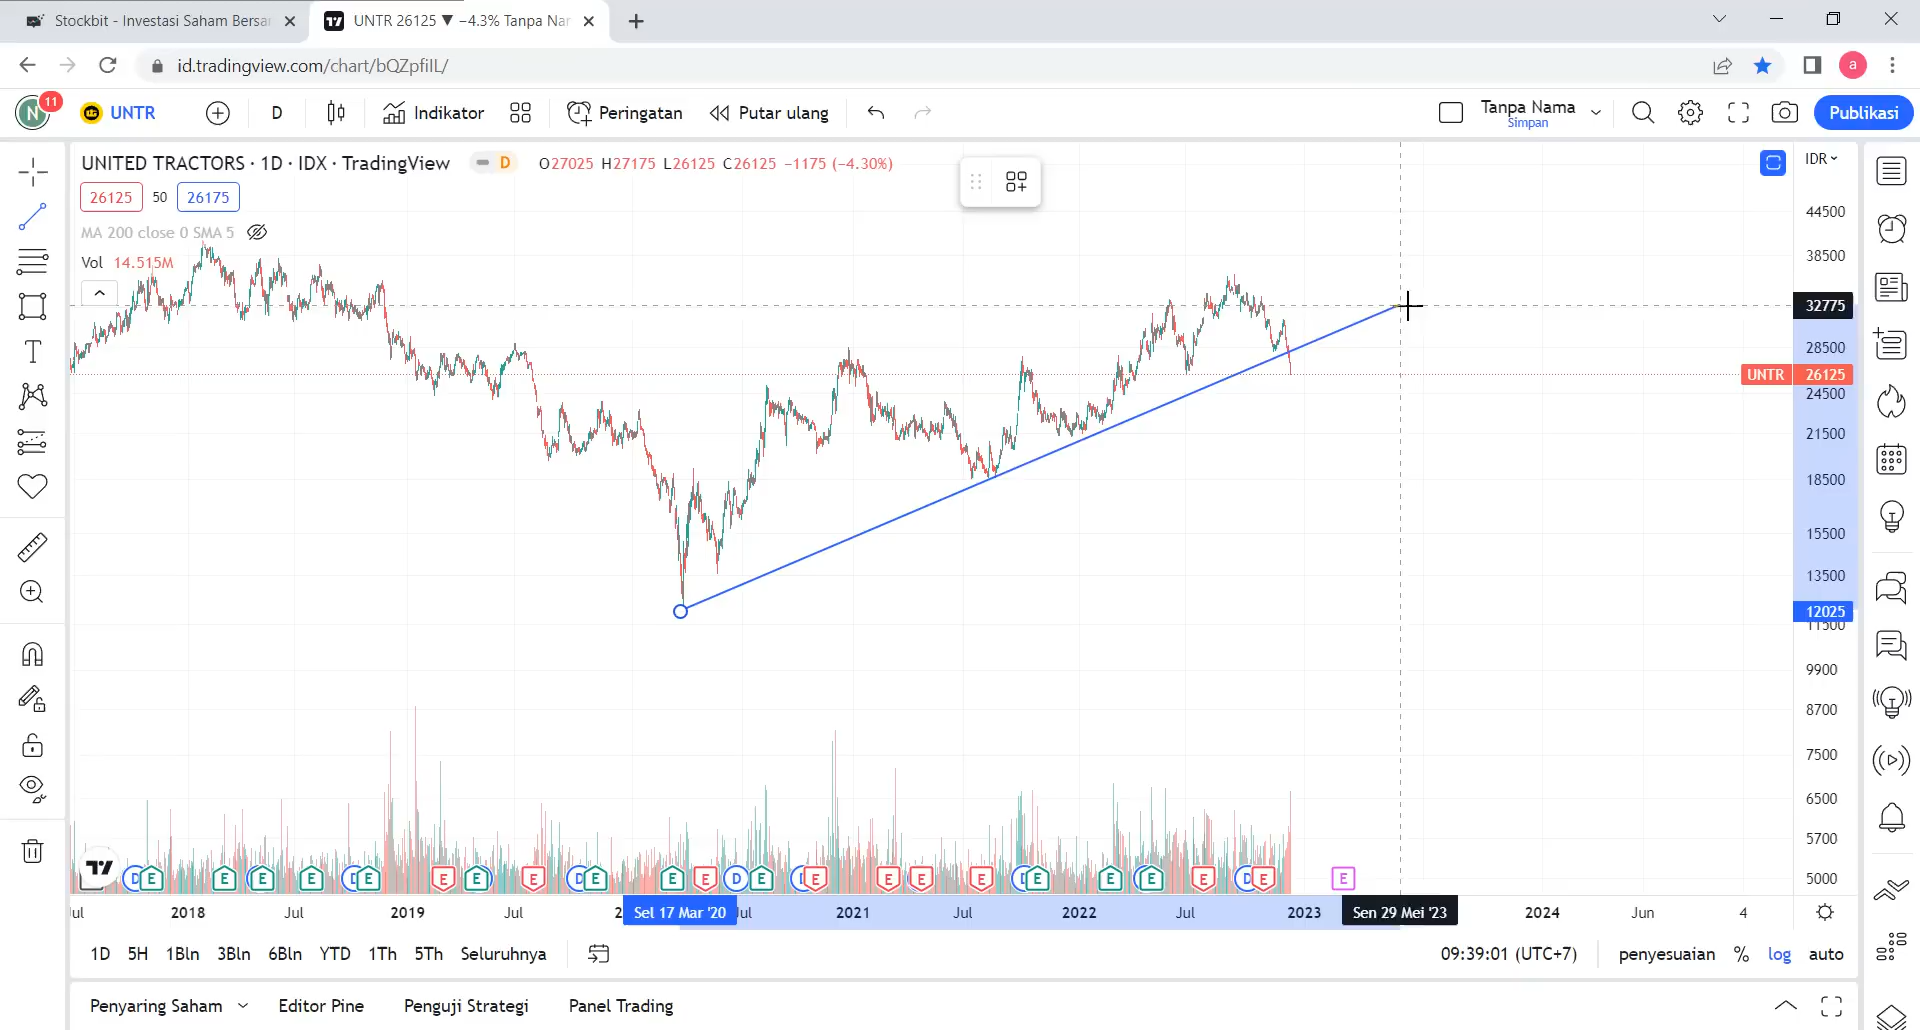 Stockbit - Investasi Saham Bersa
UNTR 26125 ▼ −4.3% Tanpa Nar
id.tradingview.com/chart/bQZpfiIL/
a
N
11
UNTR
D
Indikator
Peringatan
Putar ulang
Tanpa Nama
Simpan
Publikasi
UNITED TRACTORS · 1D · IDX · TradingView
D
O27025 H27175 L26125 C26125 −1175 (−4.30%)
IDR
26125 50 26175
MA 200 close 0 SMA 5
Vol 14.515M
44500
38500
32775
28500
UNTR 26125
24500
21500
18500
15500
13500
12025
11500
9900
8700
7500
6500
5700
5000
D E E E E D E E E E D E E E D E D E E E E D E E D E E D E E
Jul 2018 Jul 2019 Jul 2 Sel 17 Mar '20 Jul 2021 Jul 2022 Jul 2023 Sen 29 Mei '23 2024 Jun 4
1D 5H 1Bln 3Bln 6Bln YTD 1Th 5Th Seluruhnya
09:39:01 (UTC+7)
penyesuaian % log auto
Penyaring Saham Editor Pine Penguji Strategi Panel Trading